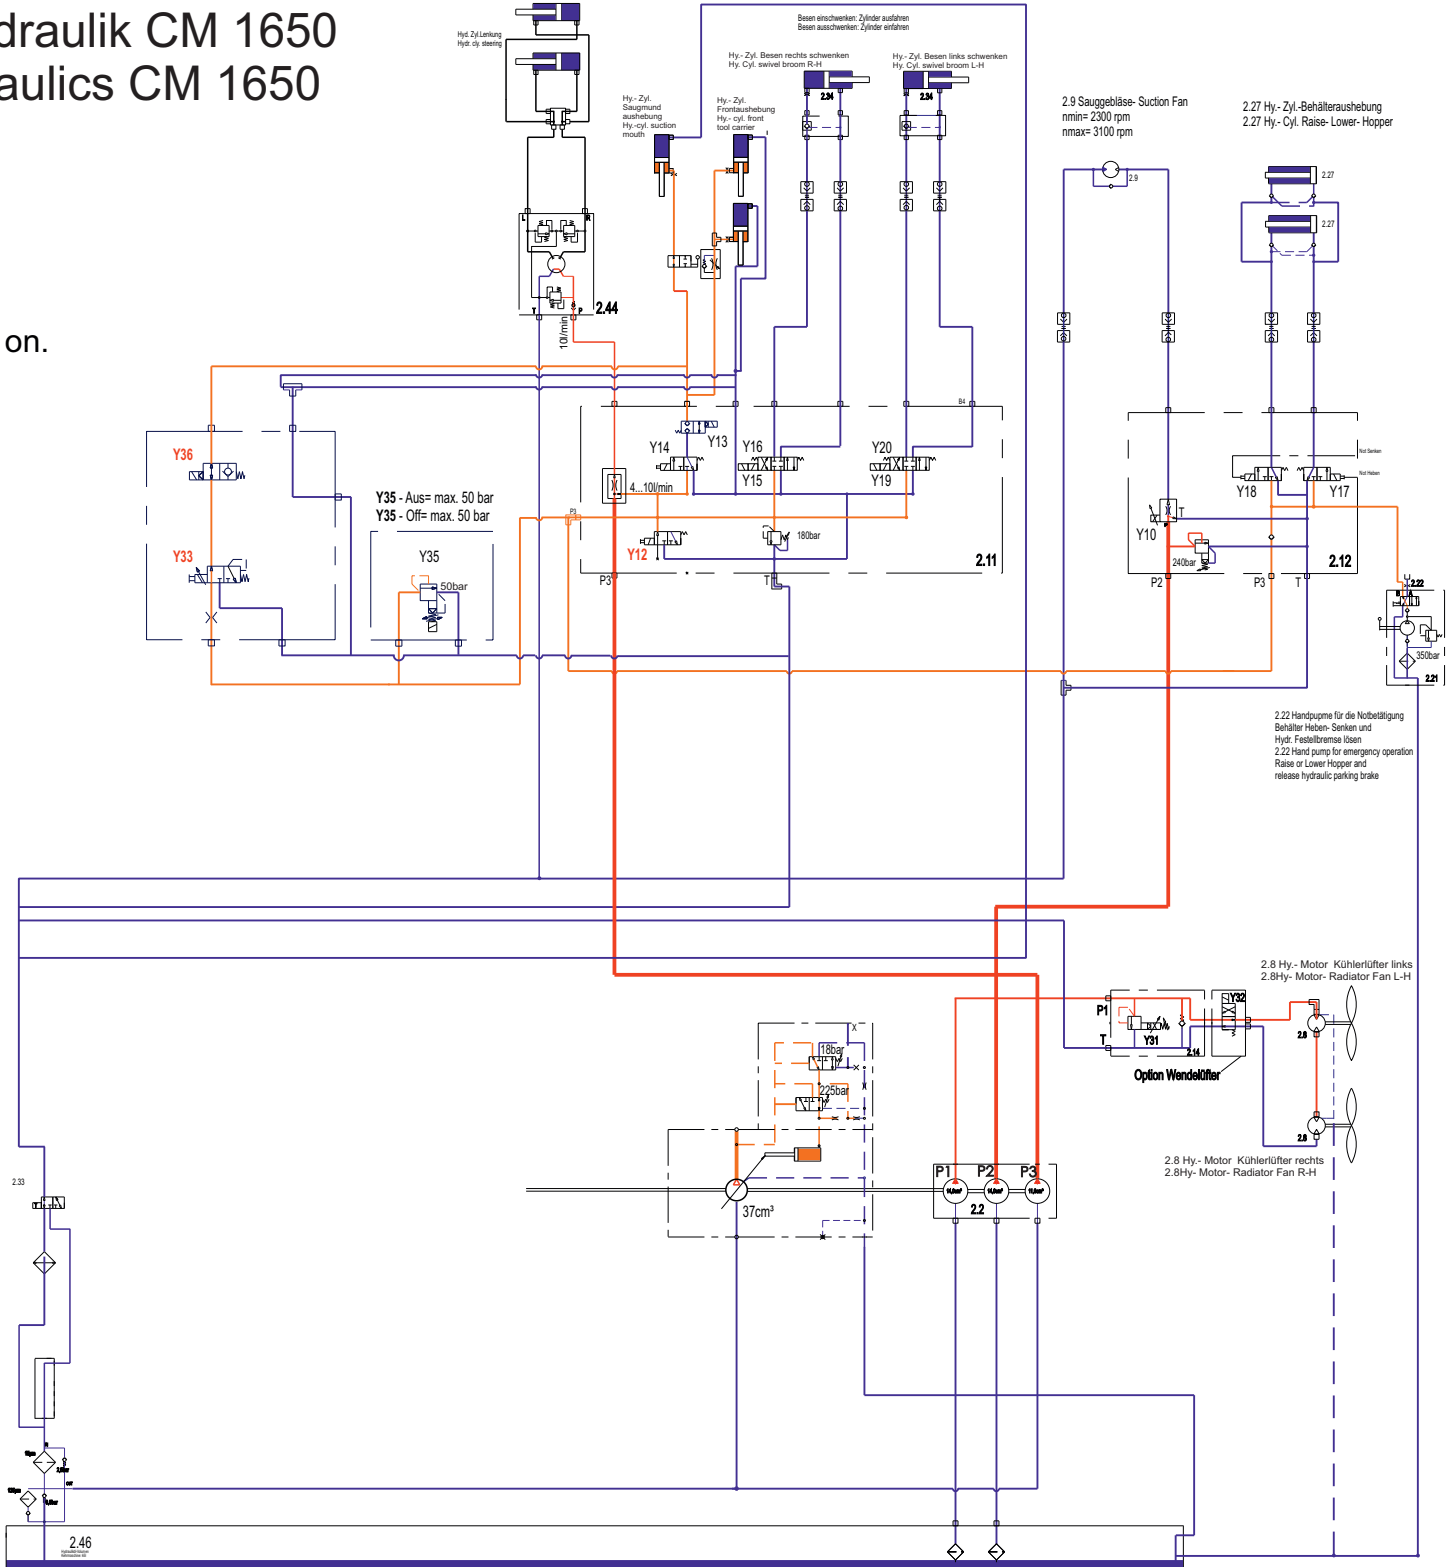 draulik CM 1650
aulics CM 1650
on.
Hyd. Zyl.Lenkung
Hydr. cly. steering
Besen einschwenken: Zylinder ausfahren
Besen ausschwenken: Zylinder einfahren
Hy.- Zyl. Besen rechts schwenken
Hy. Cyl. swivel broom R-H
Hy.- Zyl. Besen links schwenken
Hy. Cyl. swivel broom L-H
2.34
2.34
Hy.- Zyl.
Saugmund
aushebung
Hy.-cyl. suction
mouth
Hy.- Zyl.
Frontaushebung
Hy.- cyl. front
tool carrier
2.9 Sauggebläse- Suction Fan
nmin= 2300 rpm
nmax= 3100 rpm
2.27 Hy.- Zyl.-Behälteraushebung
2.27 Hy.- Cyl. Raise- Lower- Hopper
2.9
2.27
2.27
L
R
T
P
2.44
10l/min
B4
Y36
Y33
Y35 - Aus= max. 50 bar
Y35 - Off= max. 50 bar
Y35
50bar
Y14
Y13
Y16
Y15
Y20
Y19
4...10l/min
P3
Y12
180bar
2.11
P3
T
Not Senken
Not Heben
Y18
Y17
Y10
T
240bar
2.12
P2
P3
T
2.22
350bar
2.21
2.22 Handpupme für die Notbetätigung
Behälter Heben- Senken und
Hydr. Festellbremse lösen
2.22 Hand pump for emergency operation
Raise or Lower Hopper and
release hydraulic parking brake
2.8 Hy.- Motor Kühlerlüfter links
2.8Hy- Motor- Radiator Fan L-H
P1
T
Y31
2.14
Y32
2.8
Option Wendelüfter
2.8
2.8 Hy.- Motor Kühlerlüfter rechts
2.8Hy- Motor- Radiator Fan R-H
X
18bar
225bar
37cm³
P1
P2
P3
2.2
2.33
2.46